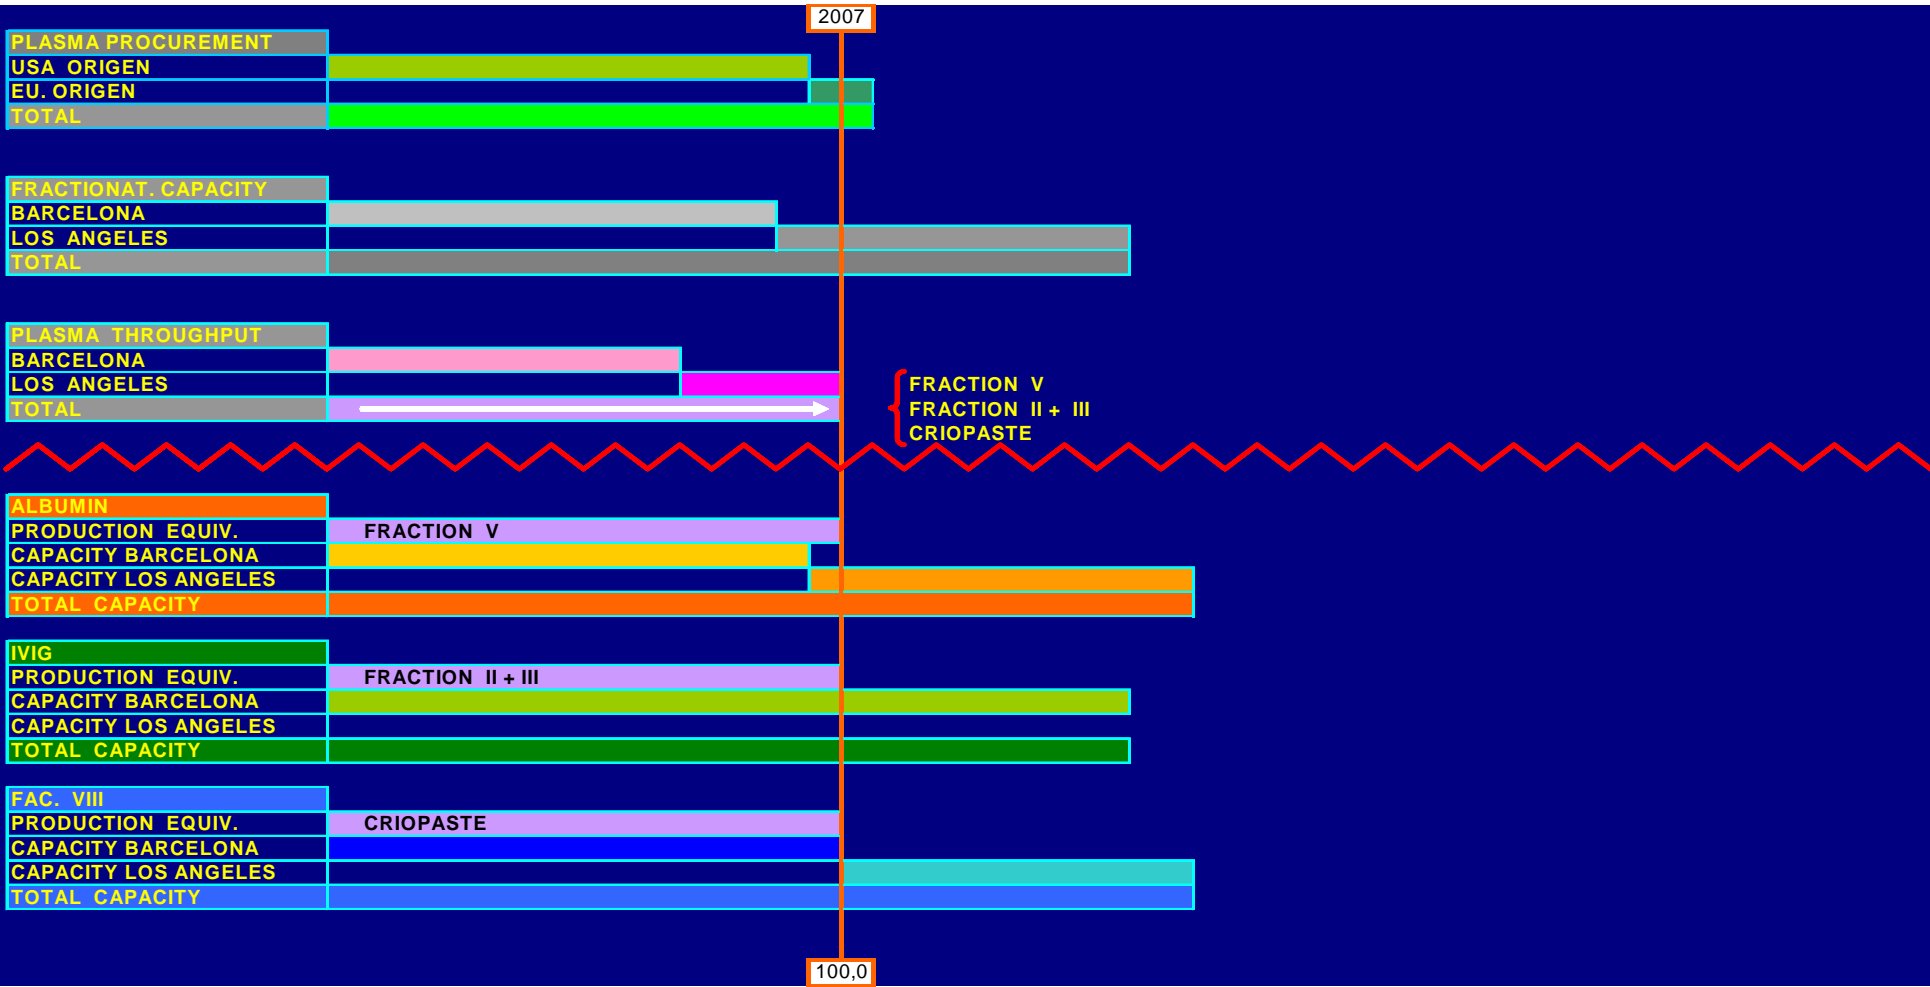 2007
PLASMA PROCUREMENT
USA ORIGEN
EU. ORIGEN
TOTAL
FRACTIONAT. CAPACITY
BARCELONA
LOS ANGELES
TOTAL
PLASMA THROUGHPUT
BARCELONA
LOS ANGELES
TOTAL
FRACTION V
FRACTION II + III
CRIOPASTE
ALBUMIN
PRODUCTION EQUIV. FRACTION V
CAPACITY BARCELONA
CAPACITY LOS ANGELES
TOTAL CAPACITY
IVIG
PRODUCTION EQUIV. FRACTION II + III
CAPACITY BARCELONA
CAPACITY LOS ANGELES
TOTAL CAPACITY
FAC. VIII
PRODUCTION EQUIV. CRIOPASTE
CAPACITY BARCELONA
CAPACITY LOS ANGELES
TOTAL CAPACITY
100,0